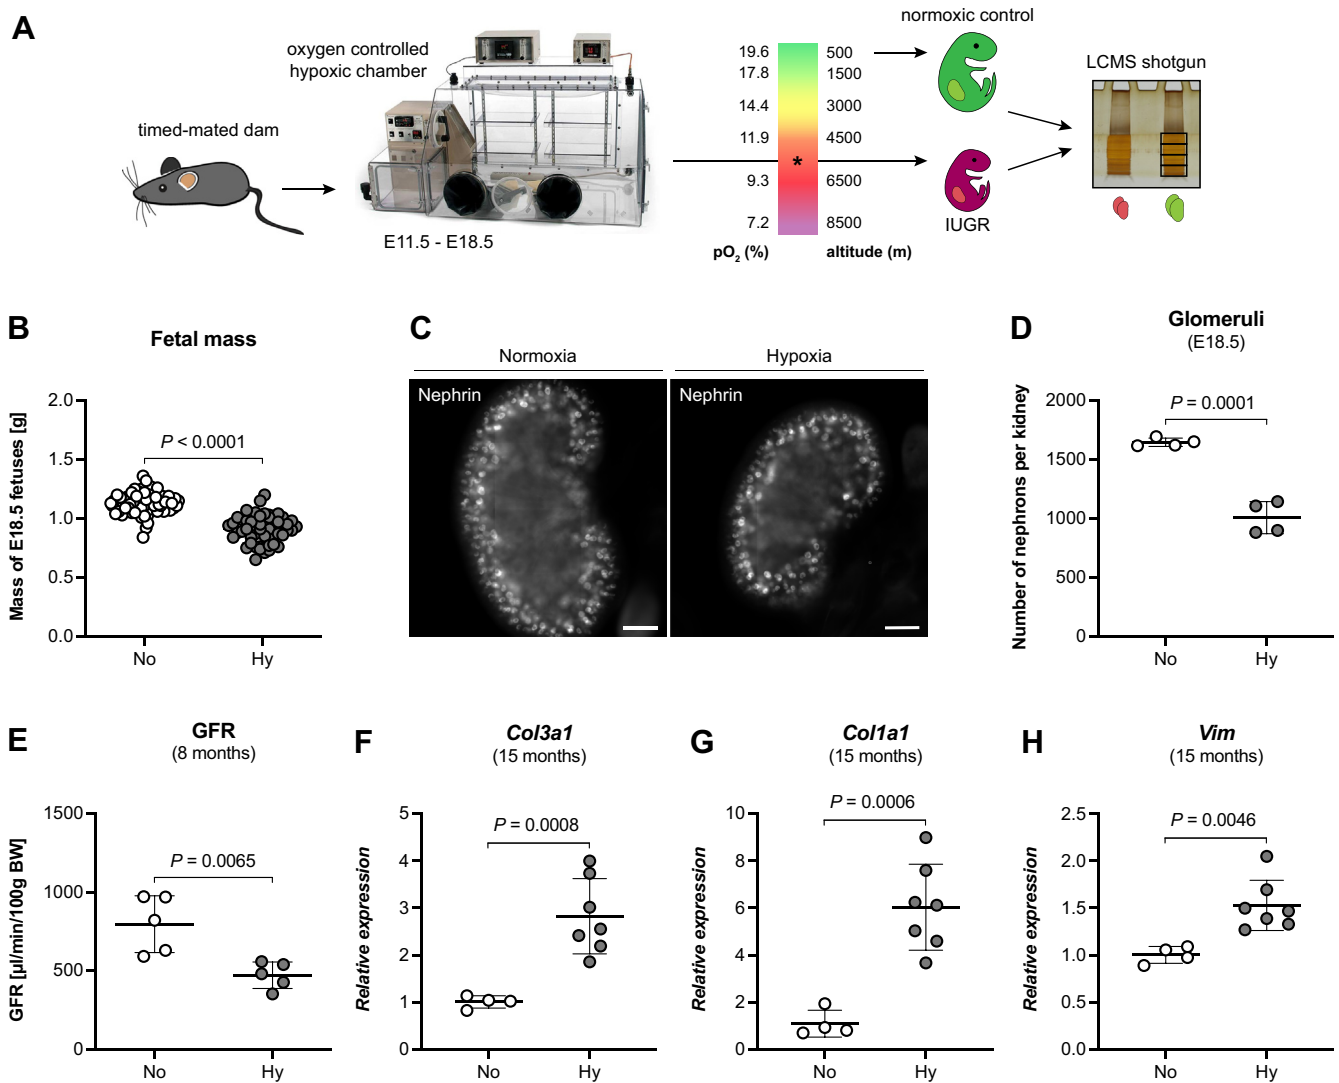 A
timed-mated dam
oxygen controlled
hypoxic chamber
E11.5 - E18.5
19.6 500
17.8 1500
14.4 3000
11.9 4500
*
9.3 6500
7.2 8500
pO2 (%) altitude (m)
normoxic control
IUGR
LCMS shotgun
B
Fetal mass
Mass of E18.5 fetuses [g]
2.0
1.5
1.0
0.5
0.0
P < 0.0001
No Hy
C
Normoxia Hypoxia
Nephrin Nephrin
D
Glomeruli
(E18.5)
Number of nephrons per kidney
2000
1500
1000
500
0
P = 0.0001
No Hy
E
GFR
(8 months)
GFR [µl/min/100g BW]
1500
1000
500
0
P = 0.0065
No Hy
F
Col3a1
(15 months)
Relative expression
5
4
3
2
1
0
P = 0.0008
No Hy
G
Col1a1
(15 months)
Relative expression
10
8
6
4
2
0
P = 0.0006
No Hy
H
Vim
(15 months)
Relative expression
2.5
2.0
1.5
1.0
0.5
0.0
P = 0.0046
No Hy